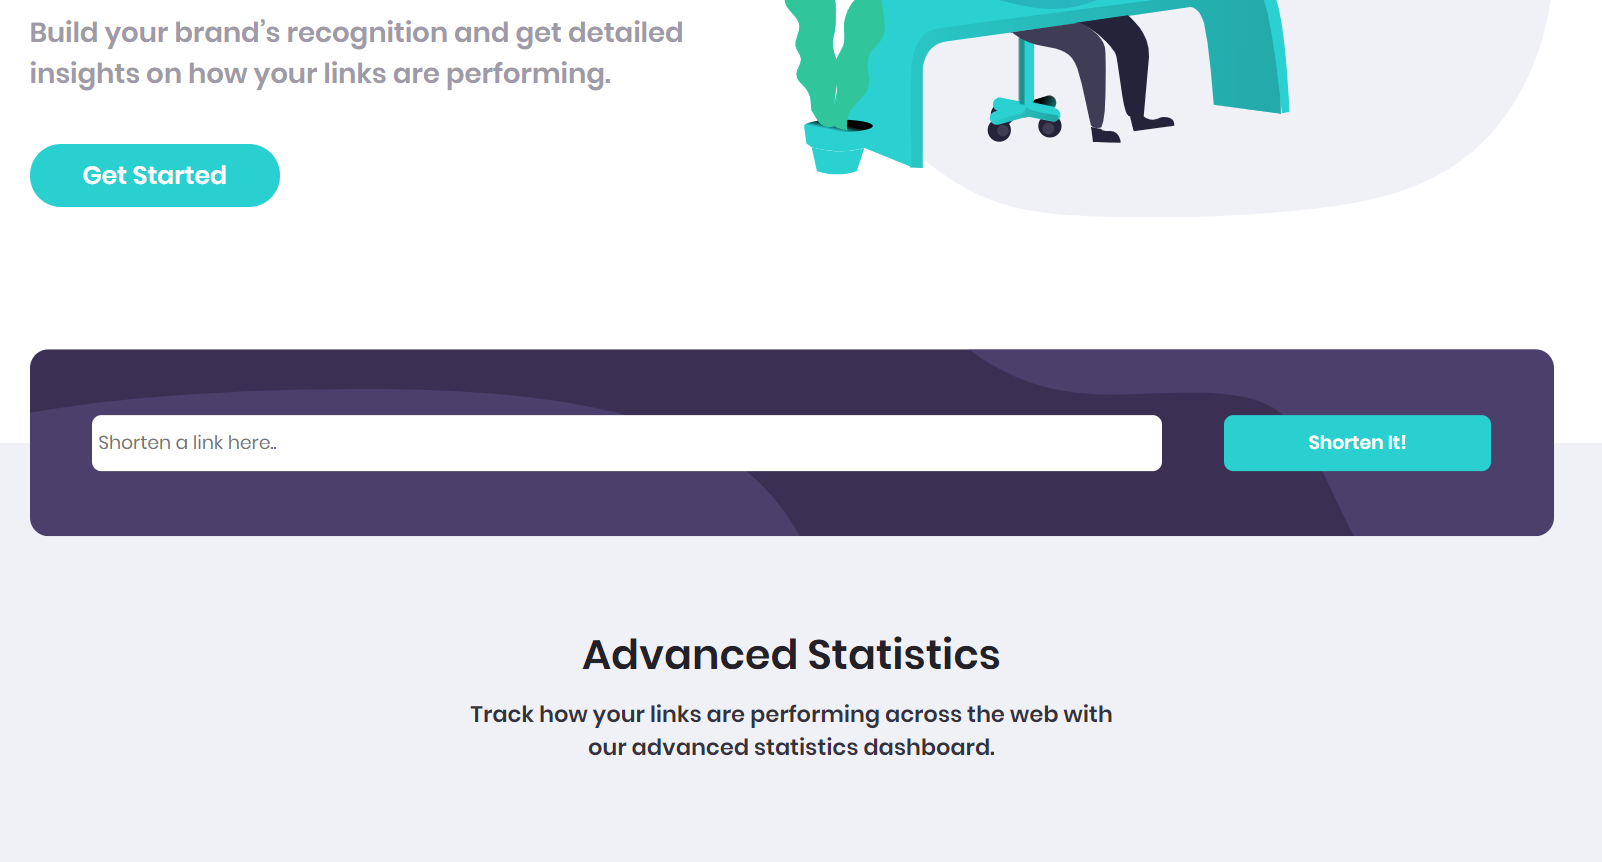 Build your brand’s recognition and get detailed
insights on how your links are performing.
Get Started
Shorten a link here..
Shorten It!
Advanced Statistics
Track how your links are performing across the web with
our advanced statistics dashboard.